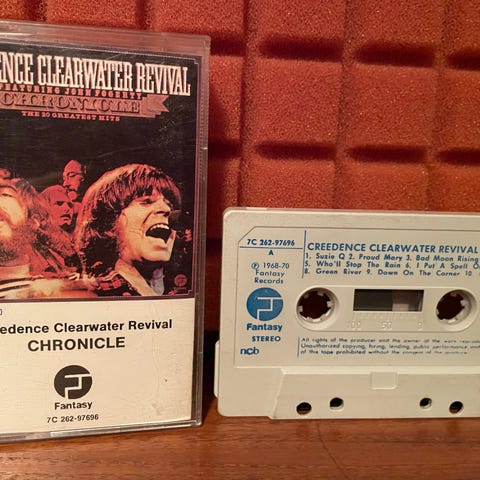 ENCE CLEARWATER REVIVAL
FEATURING JOHN FOGERTY
CHRONICLE
THE 20 GREATEST HITS
edence Clearwater Revival
CHRONICLE
Fantasy
7C 262-97696
7C 262-97696
A
℗ 1968-70
Fantasy
Records
Fantasy
STEREO
ncb
CREEDENCE CLEARWATER REVIVAL
1. Suzie Q 2. Proud Mary 3. Bad Moon Rising
5. Who'll Stop The Rain 6. I Put A Spell O
8. Green River 9. Down On The Corner 10.
100 50 0
All rights of the producer and the owner of the work reprodu
Unauthorized copying, hiring, lending, public performance and
of this tape prohibited without the consent of the